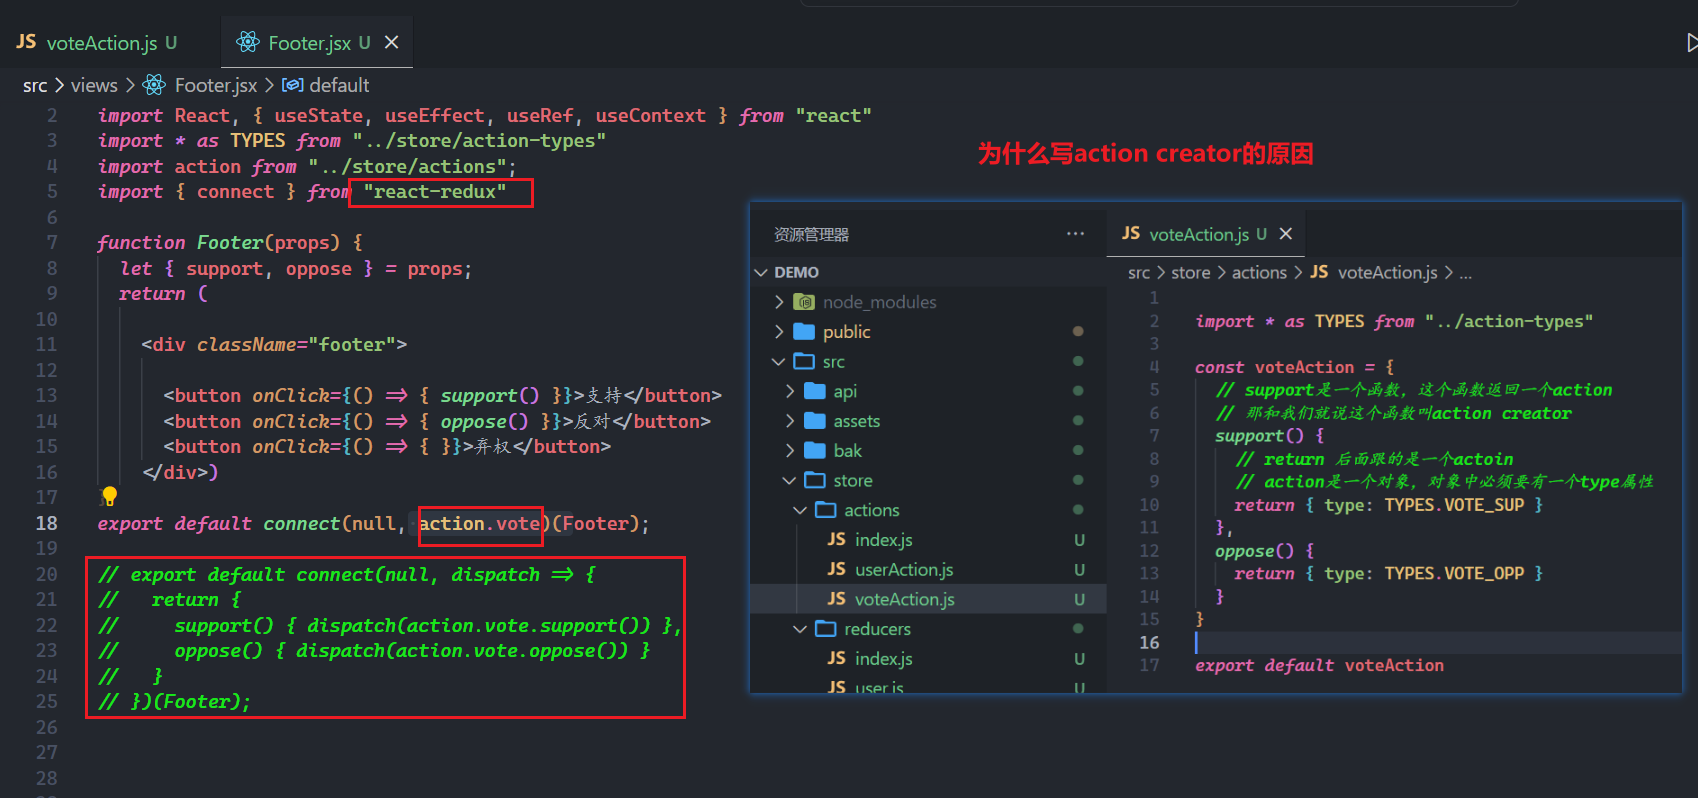 JS voteAction.js U
Footer.jsx U
src > views > Footer.jsx > default
2 import React, { useState, useEffect, useRef, useContext } from "react"
3 import * as TYPES from "../store/action-types"
4 import action from "../store/actions";
5 import { connect } from "react-redux"
6
7 function Footer(props) {
8 let { support, oppose } = props;
9 return (
10
11 <div className="footer">
12
13 <button onClick={() => { support() }}>支持</button>
14 <button onClick={() => { oppose() }}>反对</button>
15 <button onClick={() => { }}>弃权</button>
16 </div>)
17
18 export default connect(null, action.vote)(Footer);
19
20 // export default connect(null, dispatch => {
21 // return {
22 // support() { dispatch(action.vote.support()) },
23 // oppose() { dispatch(action.vote.oppose()) }
24 // }
25 // })(Footer);
26
27
28
为什么写action creator的原因
资源管理器 ...
DEMO
node_modules
public
src
api
assets
bak
store
actions
JS index.js U
JS userAction.js U
JS voteAction.js U
reducers
JS index.js U
JS user.js U
JS voteAction.js U
src > store > actions > JS voteAction.js > ...
1
2 import * as TYPES from "../action-types"
3
4 const voteAction = {
5 // support是一个函数，这个函数返回一个action
6 // 那和我们就说这个函数叫action creator
7 support() {
8 // return 后面跟的是一个actoin
9 // action是一个对象，对象中必须要有一个type属性
10 return { type: TYPES.VOTE_SUP }
11 },
12 oppose() {
13 return { type: TYPES.VOTE_OPP }
14 }
15 }
16
17 export default voteAction